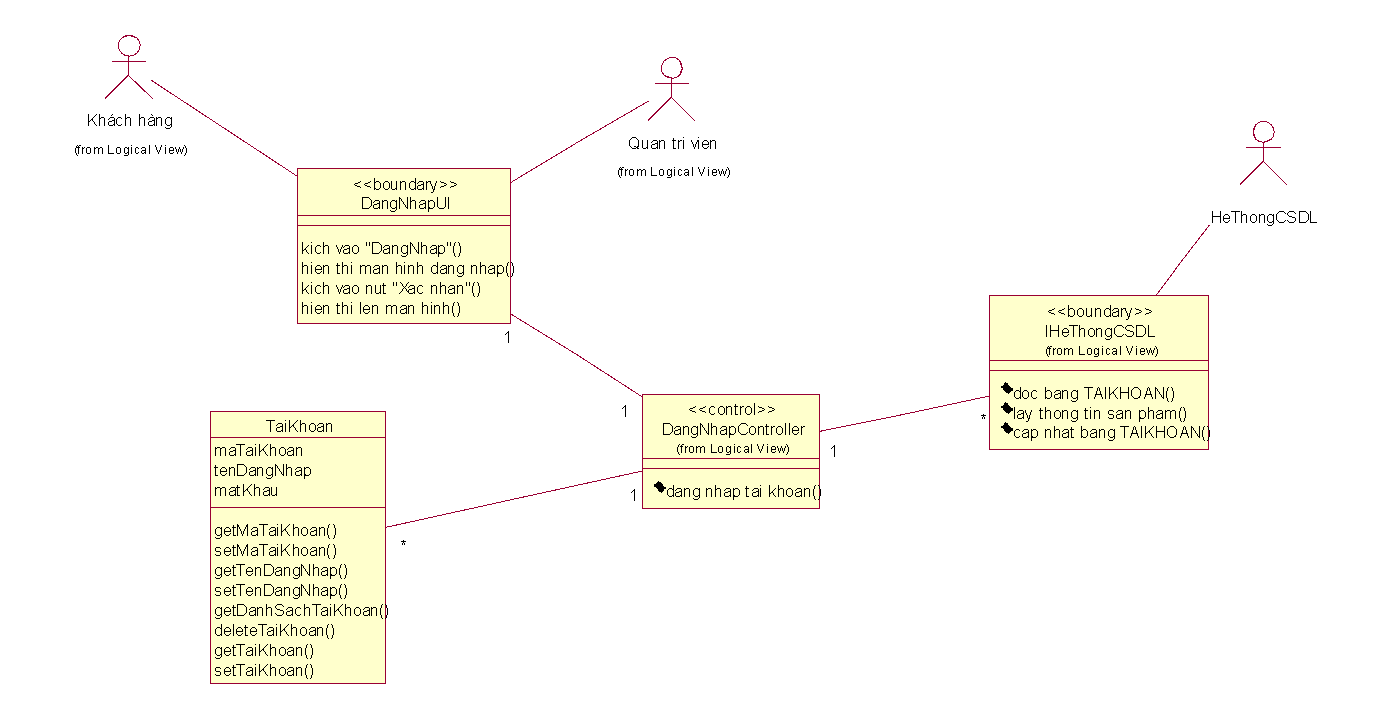 Khách hàng
(from Logical View)
Quan tri vien
(from Logical View)
HeThongCSDL
<<boundary>>
DangNhapUI
kich vao "DangNhap"()
hien thi man hinh dang nhap()
kich vao nut "Xac nhan"()
hien thi len man hinh()
1
1
<<boundary>>
IHeThongCSDL
(from Logical View)
doc bang TAIKHOAN()
lay thong tin san pham()
cap nhat bang TAIKHOAN()
*
1
<<control>>
DangNhapController
(from Logical View)
dang nhap tai khoan()
1
*
TaiKhoan
maTaiKhoan
tenDangNhap
matKhau
getMaTaiKhoan()
setMaTaiKhoan()
getTenDangNhap()
setTenDangNhap()
getDanhSachTaiKhoan()
deleteTaiKhoan()
getTaiKhoan()
setTaiKhoan()